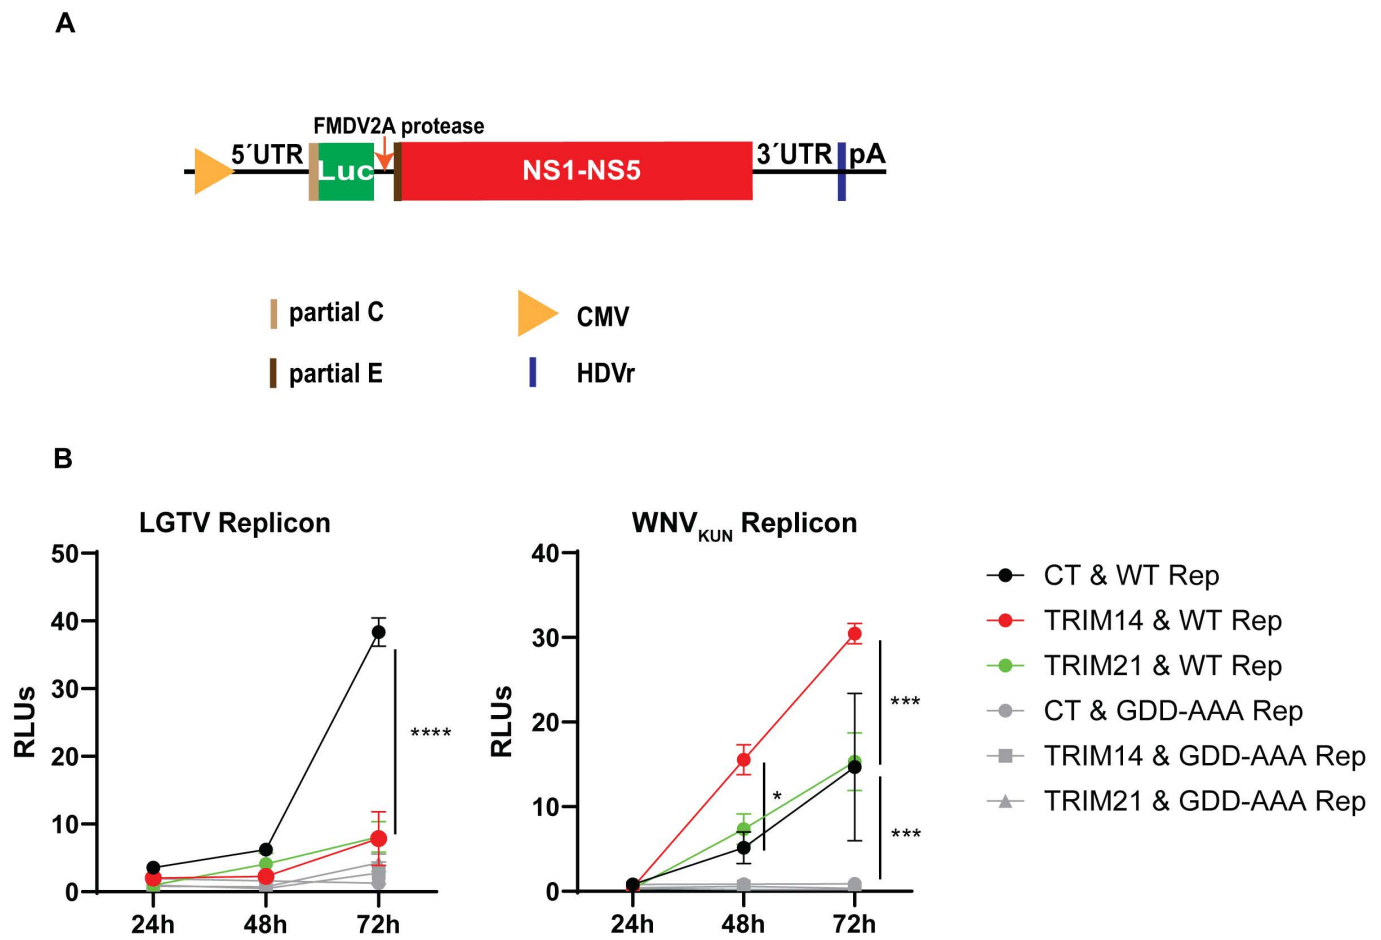 A
FMDV2A protease
5´UTR
Luc
NS1-NS5
3´UTR
pA
partial C
CMV
partial E
HDVr
B
LGTV Replicon
RLUs
50
40
30
20
10
0
24h
48h
72h
****
WNVKUN Replicon
RLUs
40
30
20
10
0
24h
48h
72h
*
***
***
CT & WT Rep
TRIM14 & WT Rep
TRIM21 & WT Rep
CT & GDD-AAA Rep
TRIM14 & GDD-AAA Rep
TRIM21 & GDD-AAA Rep